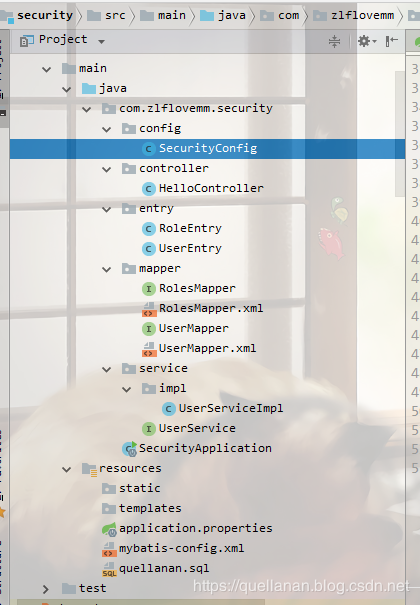 security src main java com zlflovemm
Project
main
java
com.zlflovemm.security
config
SecurityConfig
controller
HelloController
entry
RoleEntry
UserEntry
mapper
RolesMapper
RolesMapper.xml
UserMapper
UserMapper.xml
service
impl
UserServiceImpl
UserService
SecurityApplication
resources
static
templates
application.properties
mybatis-config.xml
quellanan.sql
test
https://quellanan.blog.csdn.net